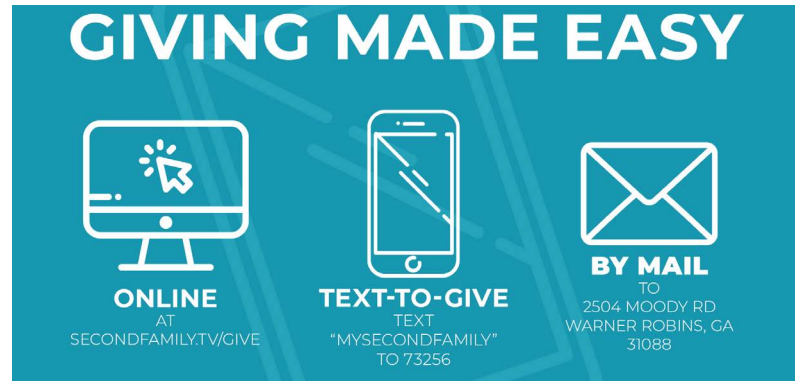 GIVING MADE EASY
ONLINE
AT
SECONDFAMILY.TV/GIVE
TEXT-TO-GIVE
TEXT
“MYSECONDFAMILY”
TO 73256
BY MAIL
TO
2504 MOODY RD
WARNER ROBINS, GA
31088